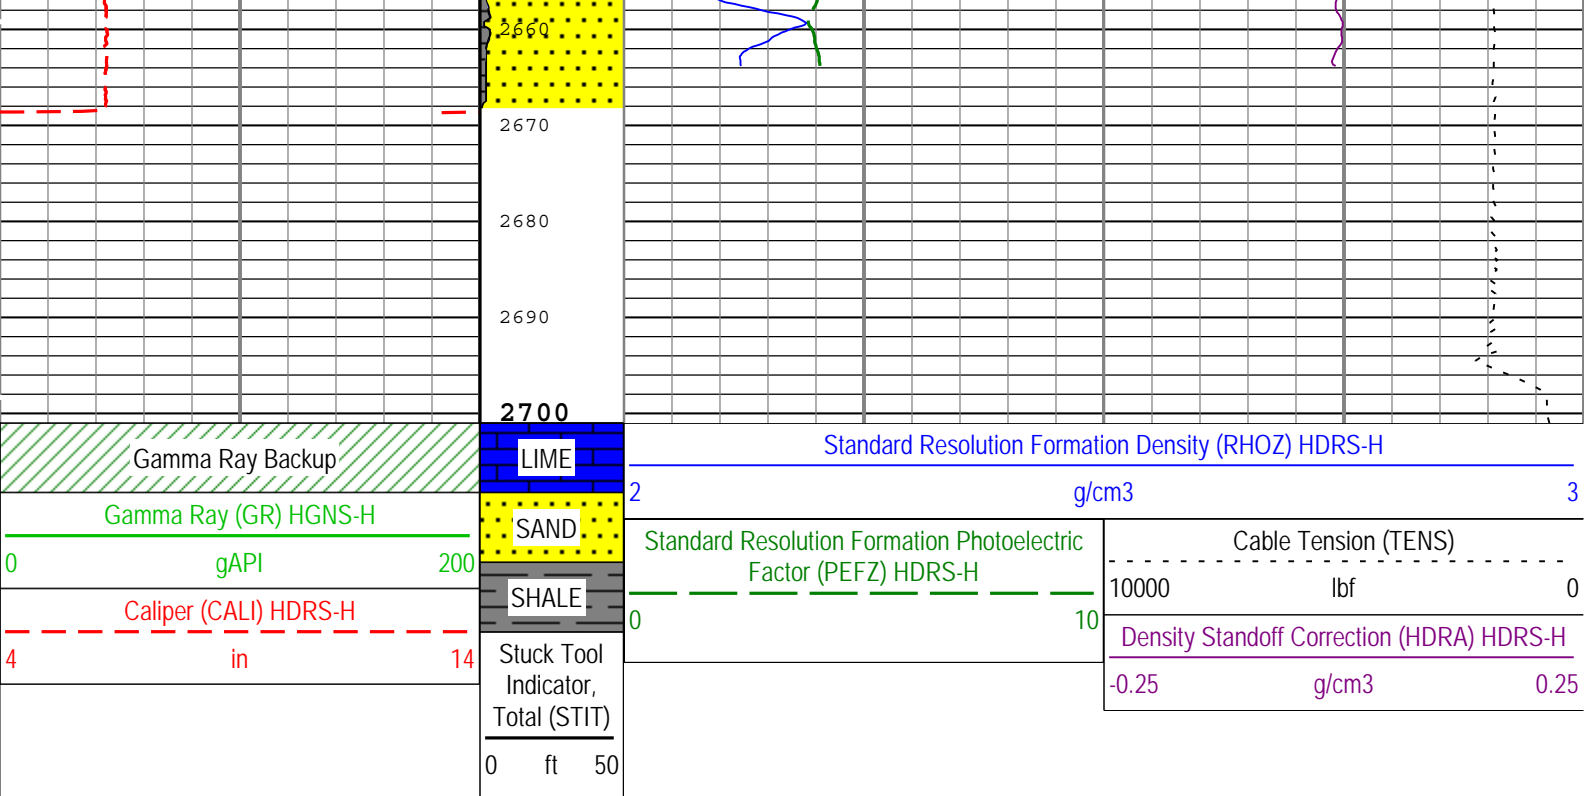 2660
2670
2680
2690
2700
Gamma Ray Backup
Gamma Ray (GR) HGNS-H
0 gAPI 200
Caliper (CALI) HDRS-H
4 in 14
LIME
SAND
SHALE
Stuck Tool
Indicator,
Total (STIT)
0 ft 50
Standard Resolution Formation Density (RHOZ) HDRS-H
2 g/cm3 3
Standard Resolution Formation Photoelectric
Factor (PEFZ) HDRS-H
0 10
Cable Tension (TENS)
10000 lbf 0
Density Standoff Correction (HDRA) HDRS-H
-0.25 g/cm3 0.25